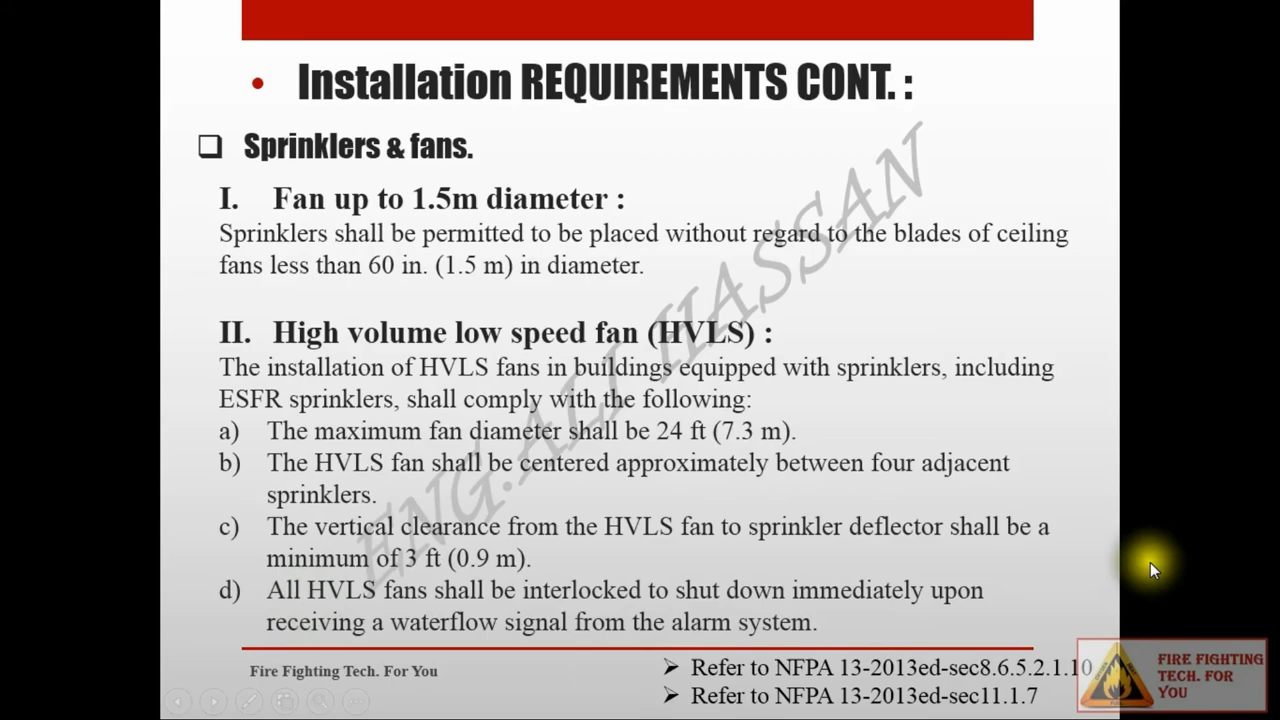 • Installation REQUIREMENTS CONT. :
❑ Sprinklers & fans.
I. Fan up to 1.5m diameter :
Sprinklers shall be permitted to be placed without regard to the blades of ceiling
fans less than 60 in. (1.5 m) in diameter.
II. High volume low speed fan (HVLS) :
The installation of HVLS fans in buildings equipped with sprinklers, including
ESFR sprinklers, shall comply with the following:
a) The maximum fan diameter shall be 24 ft (7.3 m).
b) The HVLS fan shall be centered approximately between four adjacent
sprinklers.
c) The vertical clearance from the HVLS fan to sprinkler deflector shall be a
minimum of 3 ft (0.9 m).
d) All HVLS fans shall be interlocked to shut down immediately upon
receiving a waterflow signal from the alarm system.
ENG.ALI HASSAN
Fire Fighting Tech. For You
➢ Refer to NFPA 13-2013ed-sec8.6.5.2.1.10
➢ Refer to NFPA 13-2013ed-sec11.1.7
FIRE FIGHTING
TECH. FOR
YOU